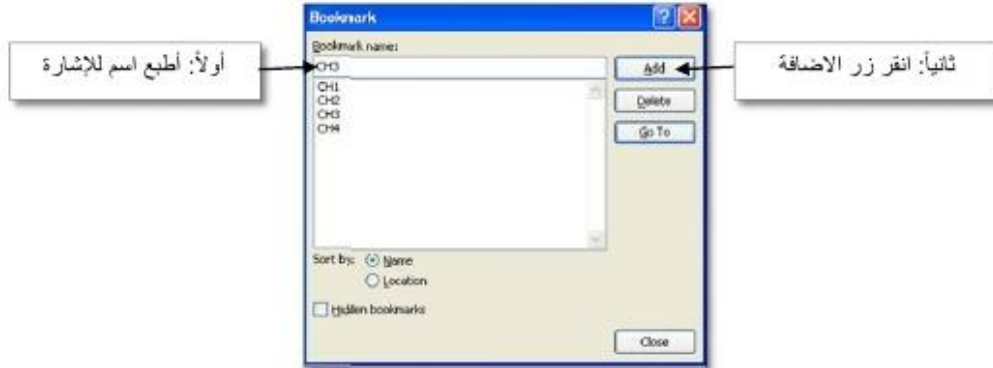 Bookmark
Bookmark name:
أولاً: أطبع اسم للإشارة
CH3
Add
ثانياً: انقر زر الاضافة
CH1
CH2
CH3
CH4
Delete
Go To
Sort by:
Name
Location
Hidden bookmarks
Close